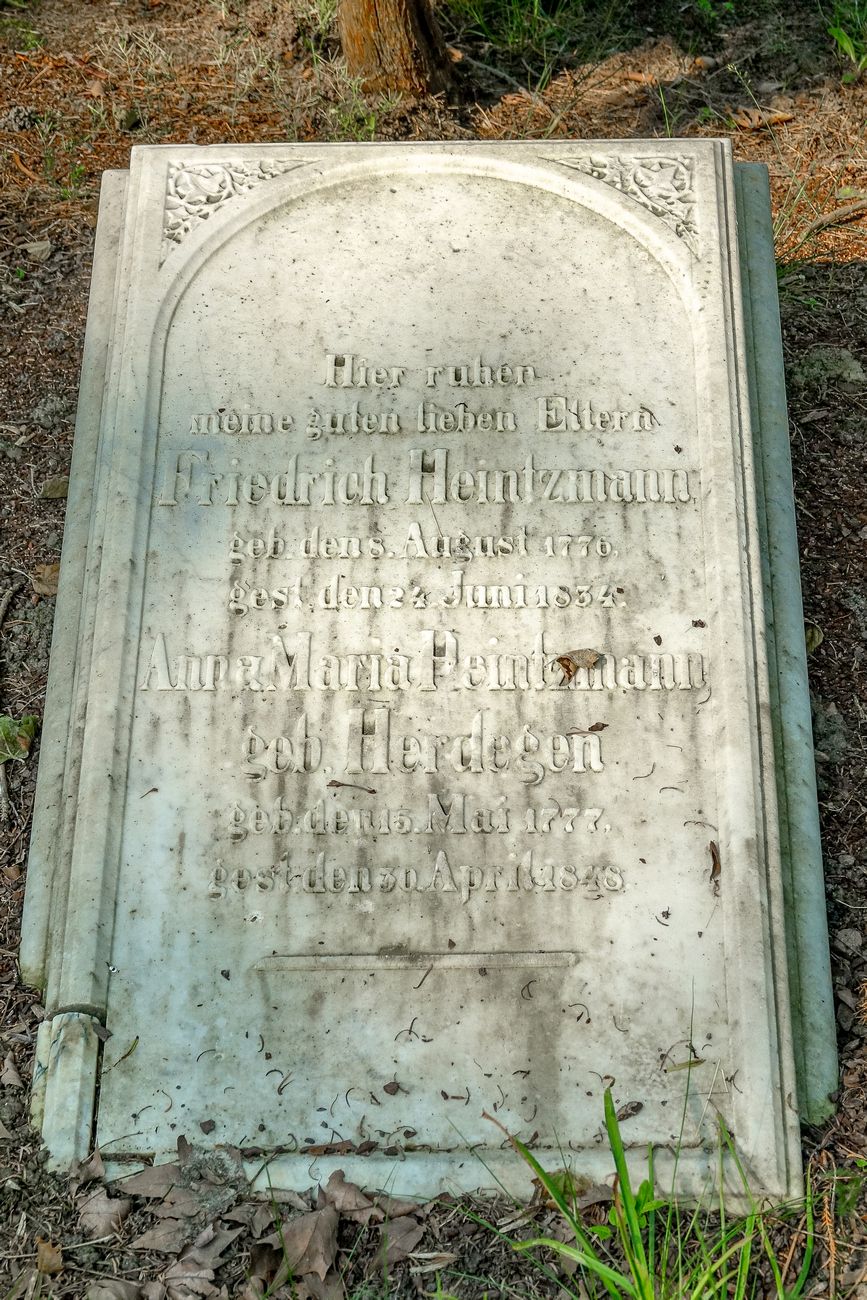 Hier ruhen
meine guten lieben Eltern
Friedrich Heintzmann
geb. den 8. August 1776.
gest. den 24. Juni 1834.
Anna Maria Heintzmann,
geb. Herdegen
geb. den 15. Mai 1777.
gest. den 30. April 1848